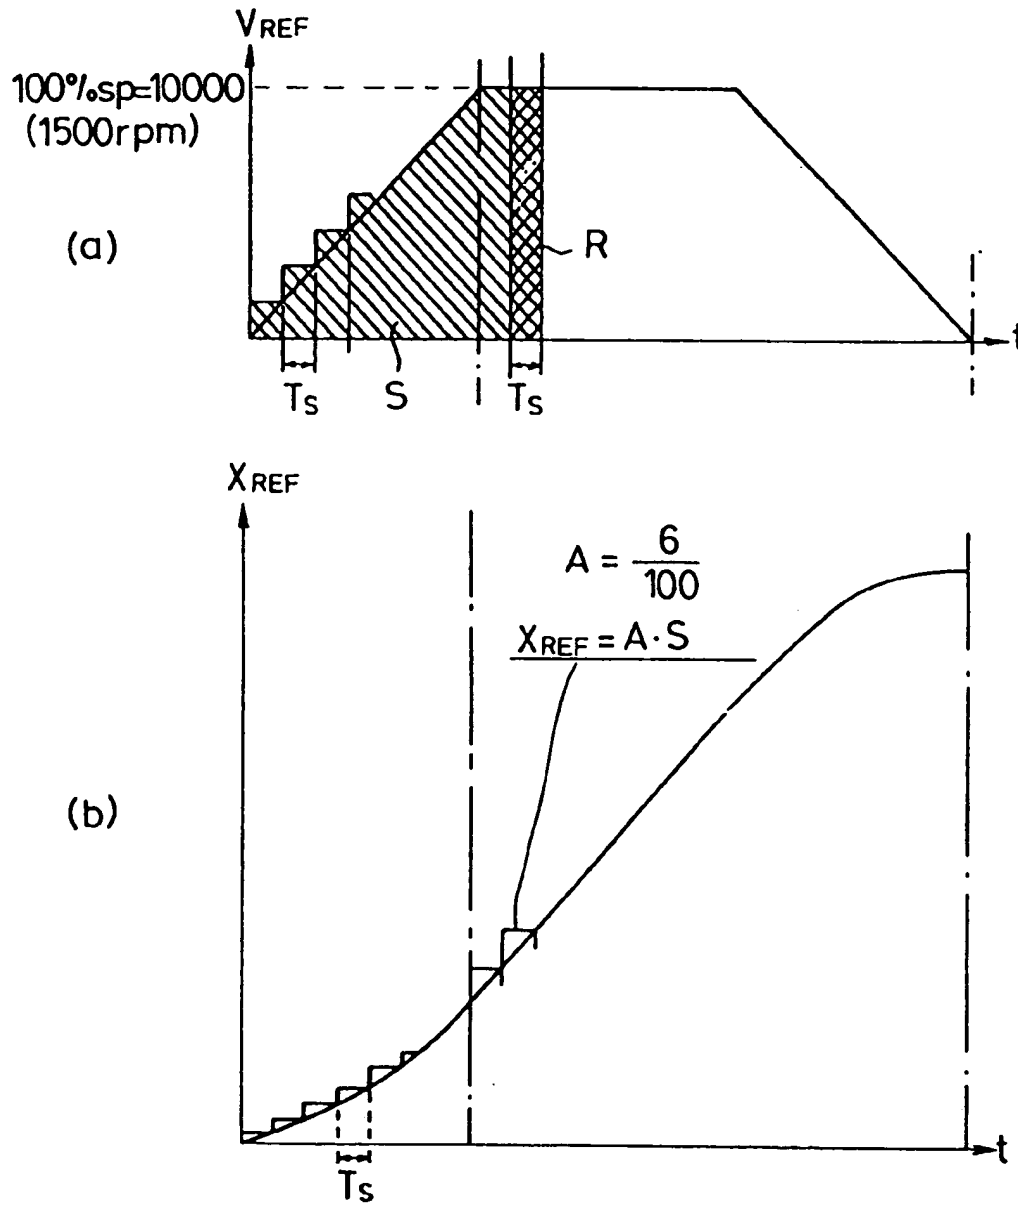 VREF
100%sp=10000
(1500rpm)
(a)
R
t
Ts
S
Ts
XREF
A = 6/100
XREF = A·S
(b)
t
Ts